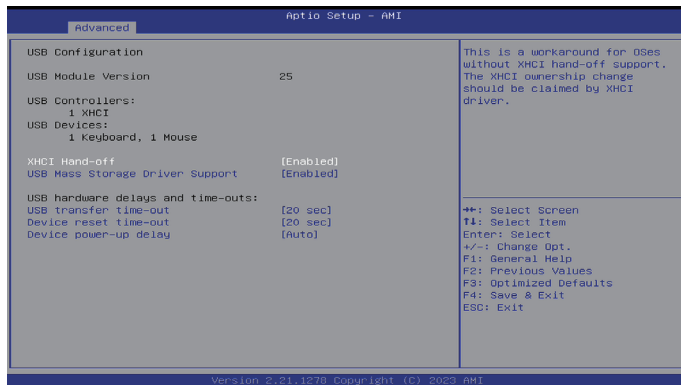 Aptio Setup - AMI
Advanced
USB Configuration
USB Module Version 25
USB Controllers:
1 XHCI
USB Devices:
1 Keyboard, 1 Mouse
XHCI Hand-off [Enabled]
USB Mass Storage Driver Support [Enabled]
USB hardware delays and time-outs:
USB transfer time-out [20 sec]
Device reset time-out [20 sec]
Device power-up delay [Auto]
This is a workaround for OSes
without XHCI hand-off support.
The XHCI ownership change
should be claimed by XHCI
driver.
→←: Select Screen
↑↓: Select Item
Enter: Select
+/-: Change Opt.
F1: General Help
F2: Previous Values
F3: Optimized Defaults
F4: Save & Exit
ESC: Exit
Version 2.21.1278 Copyright (C) 2023 AMI